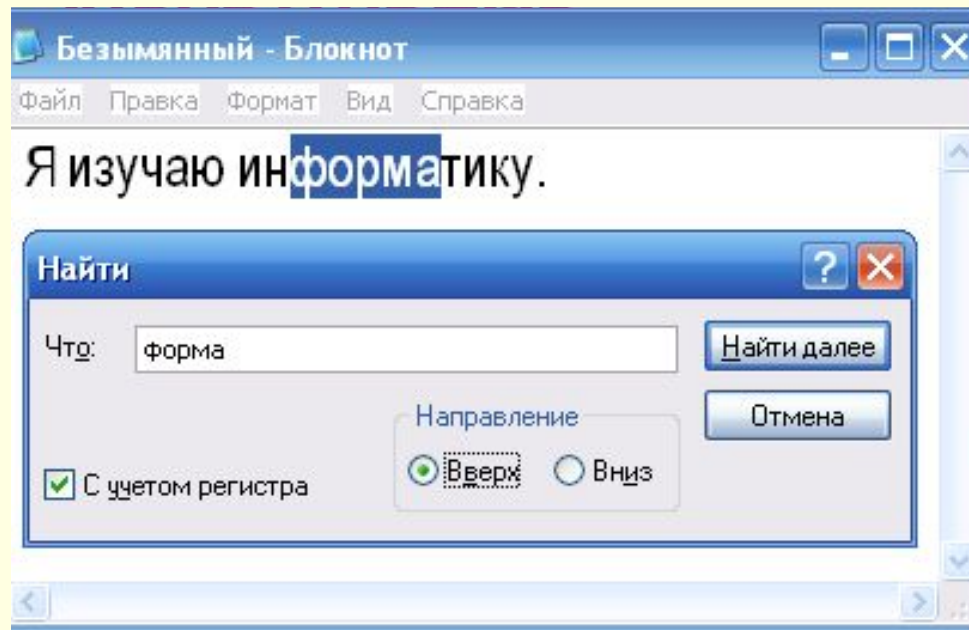 Безымянный - Блокнот
Файл Правка Формат Вид Справка
Я изучаю информатику.
Найти
Что: форма Найти далее
Направление Отмена
С учетом регистра Вверх Вниз